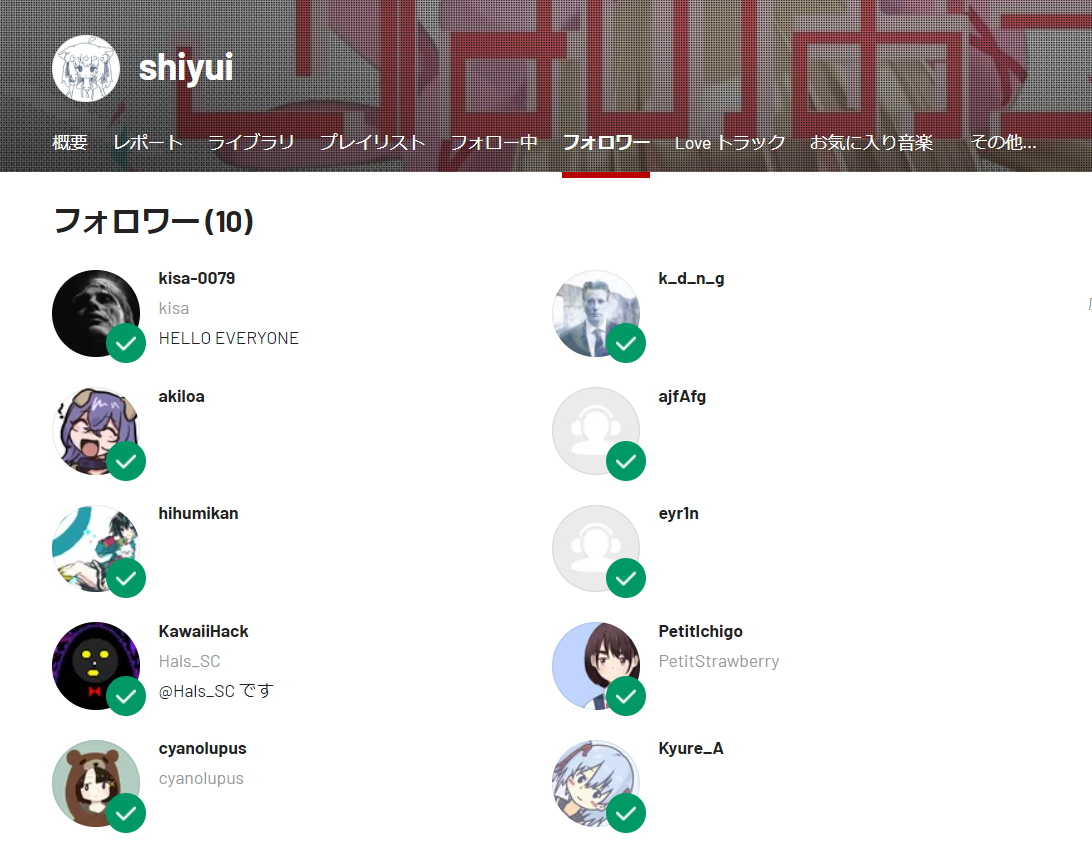 shiyui
概要 レポート ライブラリ プレイリスト フォロー中 フォロワー Love トラック お気に入り音楽 その他...
フォロワー (10)
kisa-0079
kisa
HELLO EVERYONE
k_d_n_g
akiloa
ajfAfg
hihumikan
eyr1n
KawaiiHack
Hals_SC
@Hals_SC です
PetitIchigo
PetitStrawberry
cyanolupus
cyanolupus
Kyure_A